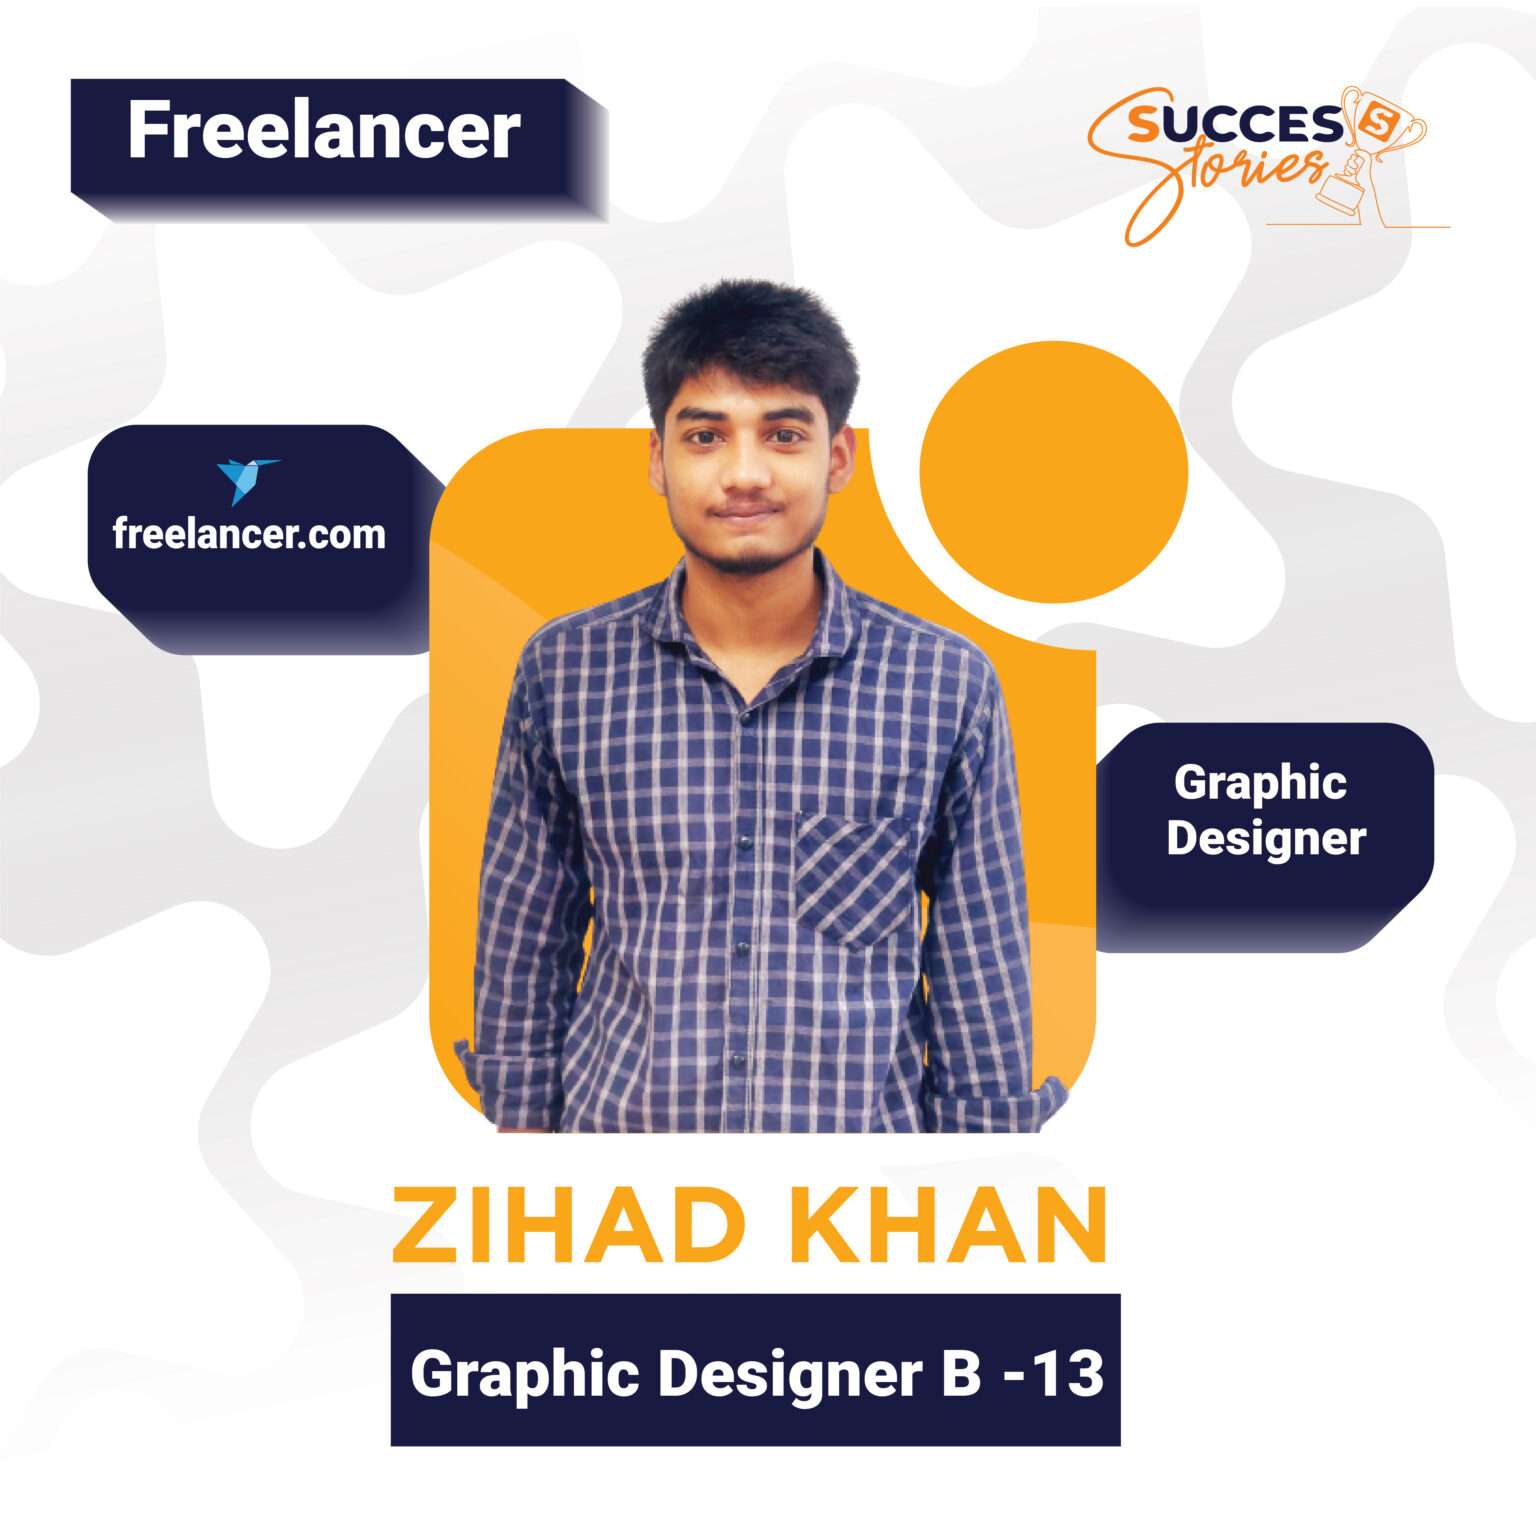 Freelancer
SUCCESS
Stories
freelancer.com
Graphic
Designer
ZIHAD KHAN
Graphic Designer B -13